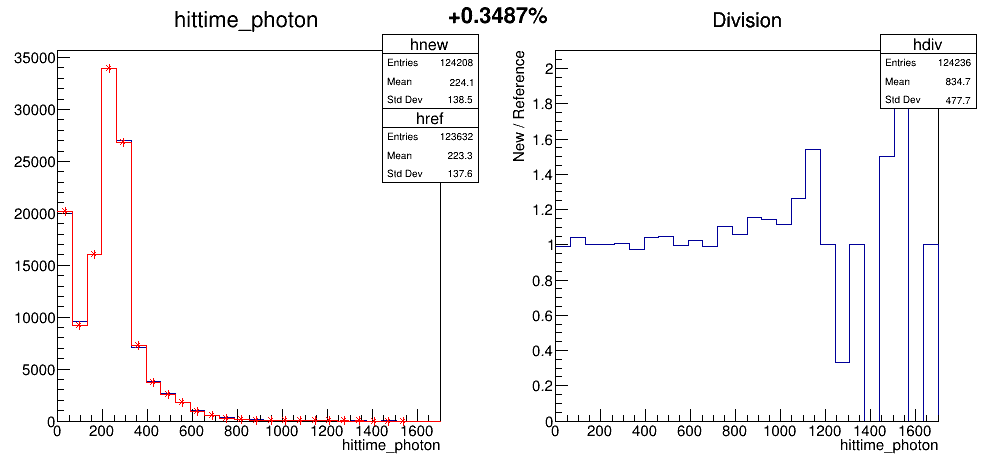 +0.3487%
hittime_photon
hnew
Entries 124208
Mean 224.1
Std Dev 138.5
href
Entries 123632
Mean 223.3
Std Dev 137.6
35000
30000
25000
20000
15000
10000
5000
0
0 200 400 600 800 1000 1200 1400 1600
hittime_photon
Division
hdiv
Entries 124236
Mean 834.7
Std Dev 477.7
New / Reference
2
1.8
1.6
1.4
1.2
1
0.8
0.6
0.4
0.2
0
0 200 400 600 800 1000 1200 1400 1600
hittime_photon